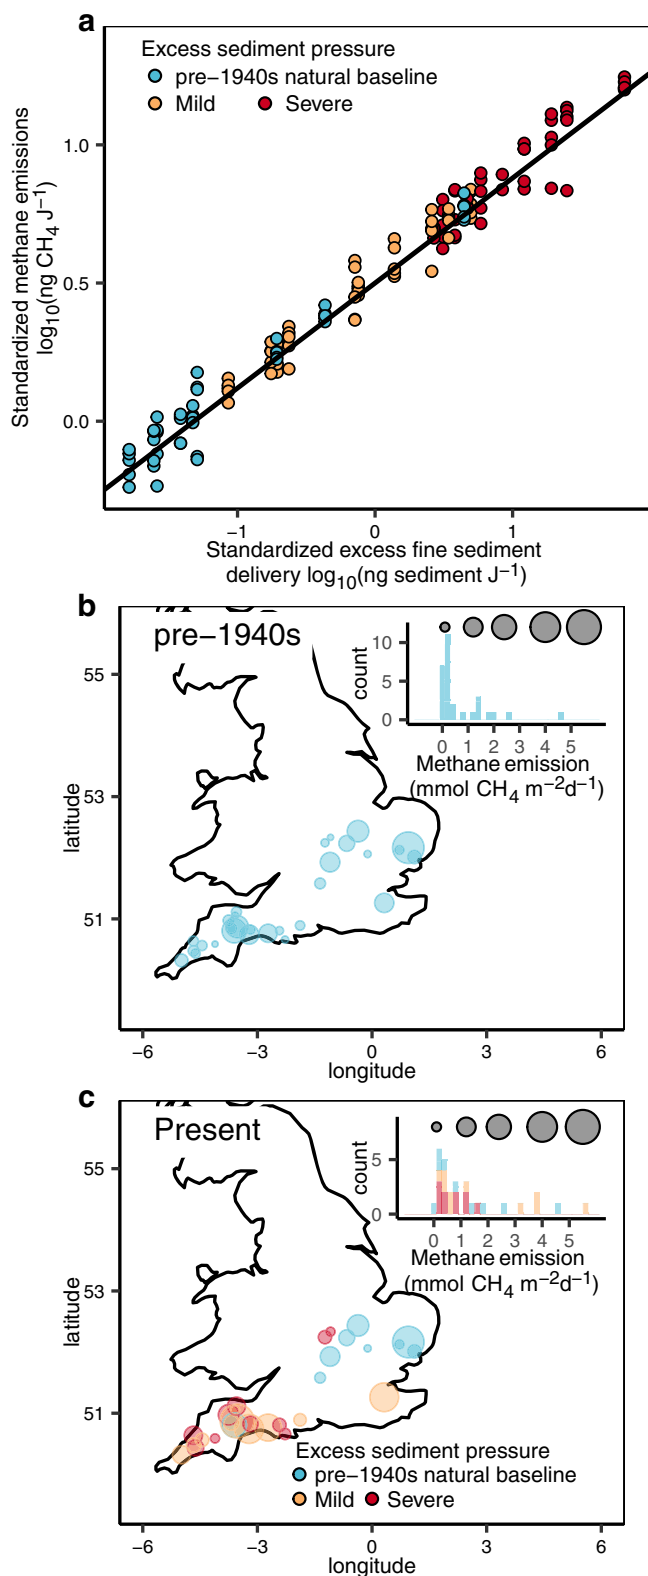 a
Excess sediment pressure
pre−1940s natural baseline
Mild Severe
Standardized methane emissions
log10(ng CH4 J−1)
1.0
0.5
0.0
−1 0 1
Standardized excess fine sediment
delivery log10(ng sediment J−1)
b
pre−1940s
55
53
51
latitude
−6 −3 0 3 6
longitude
10
5
0
count
0 1 2 3 4 5
Methane emission
(mmol CH4 m−2d−1)
c
Present
55
53
51
latitude
−6 −3 0 3 6
longitude
5
0
count
0 1 2 3 4 5
Methane emission
(mmol CH4 m−2d−1)
Excess sediment pressure
pre−1940s natural baseline
Mild Severe